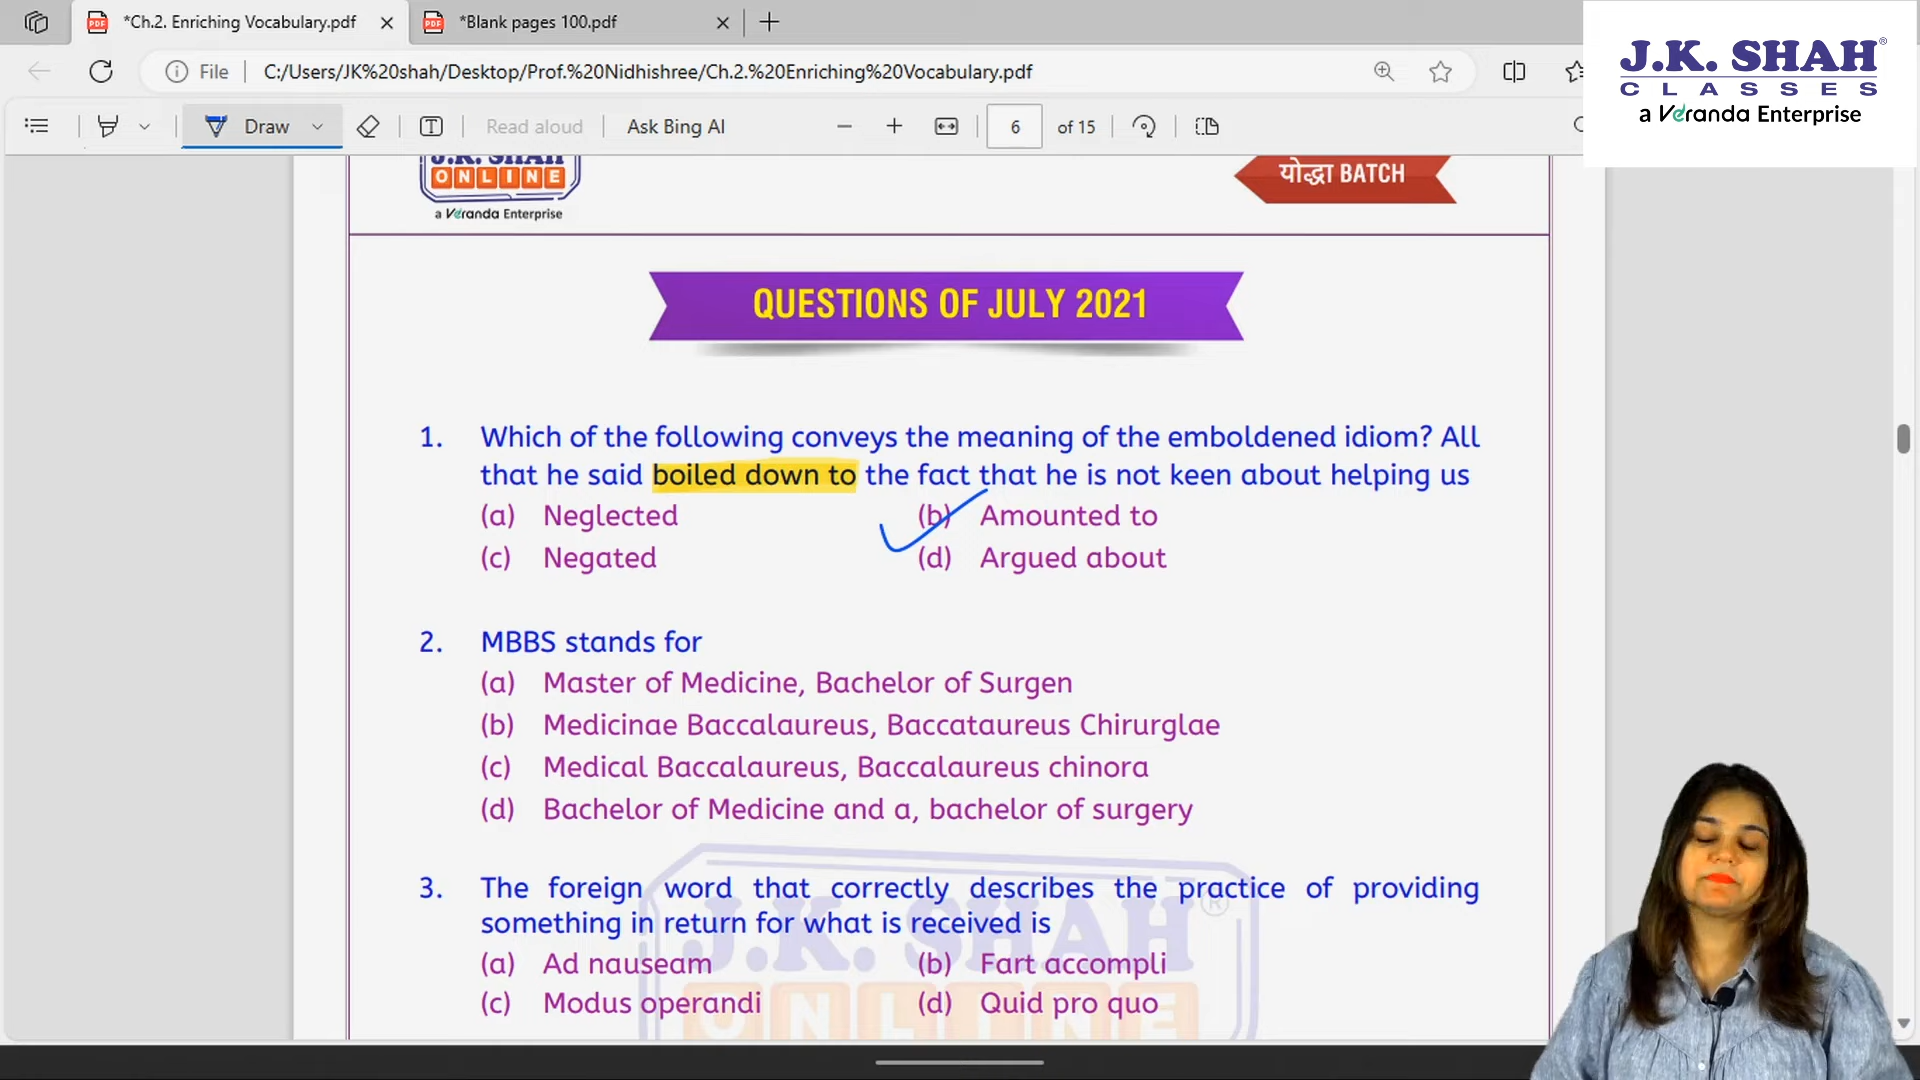 *Ch.2. Enriching Vocabulary.pdf
*Blank pages 100.pdf
File
C:/Users/JK%20shah/Desktop/Prof.%20Nidhishree/Ch.2.%20Enriching%20Vocabulary.pdf
J.K. SHAH®
CLASSES
a Veranda Enterprise
Draw
Read aloud
Ask Bing AI
6
of 15
J.K. SHAH
ONLINE
a Veranda Enterprise
योद्धा BATCH
QUESTIONS OF JULY 2021
1. Which of the following conveys the meaning of the emboldened idiom? All
that he said boiled down to the fact that he is not keen about helping us
(a) Neglected (b) Amounted to
(c) Negated (d) Argued about
2. MBBS stands for
(a) Master of Medicine, Bachelor of Surgen
(b) Medicinae Baccalaureus, Baccataureus Chirurglae
(c) Medical Baccalaureus, Baccalaureus chinora
(d) Bachelor of Medicine and a, bachelor of surgery
3. The foreign word that correctly describes the practice of providing
something in return for what is received is
(a) Ad nauseam (b) Fart accompli
(c) Modus operandi (d) Quid pro quo
J.K. SHAH®
ONLINE